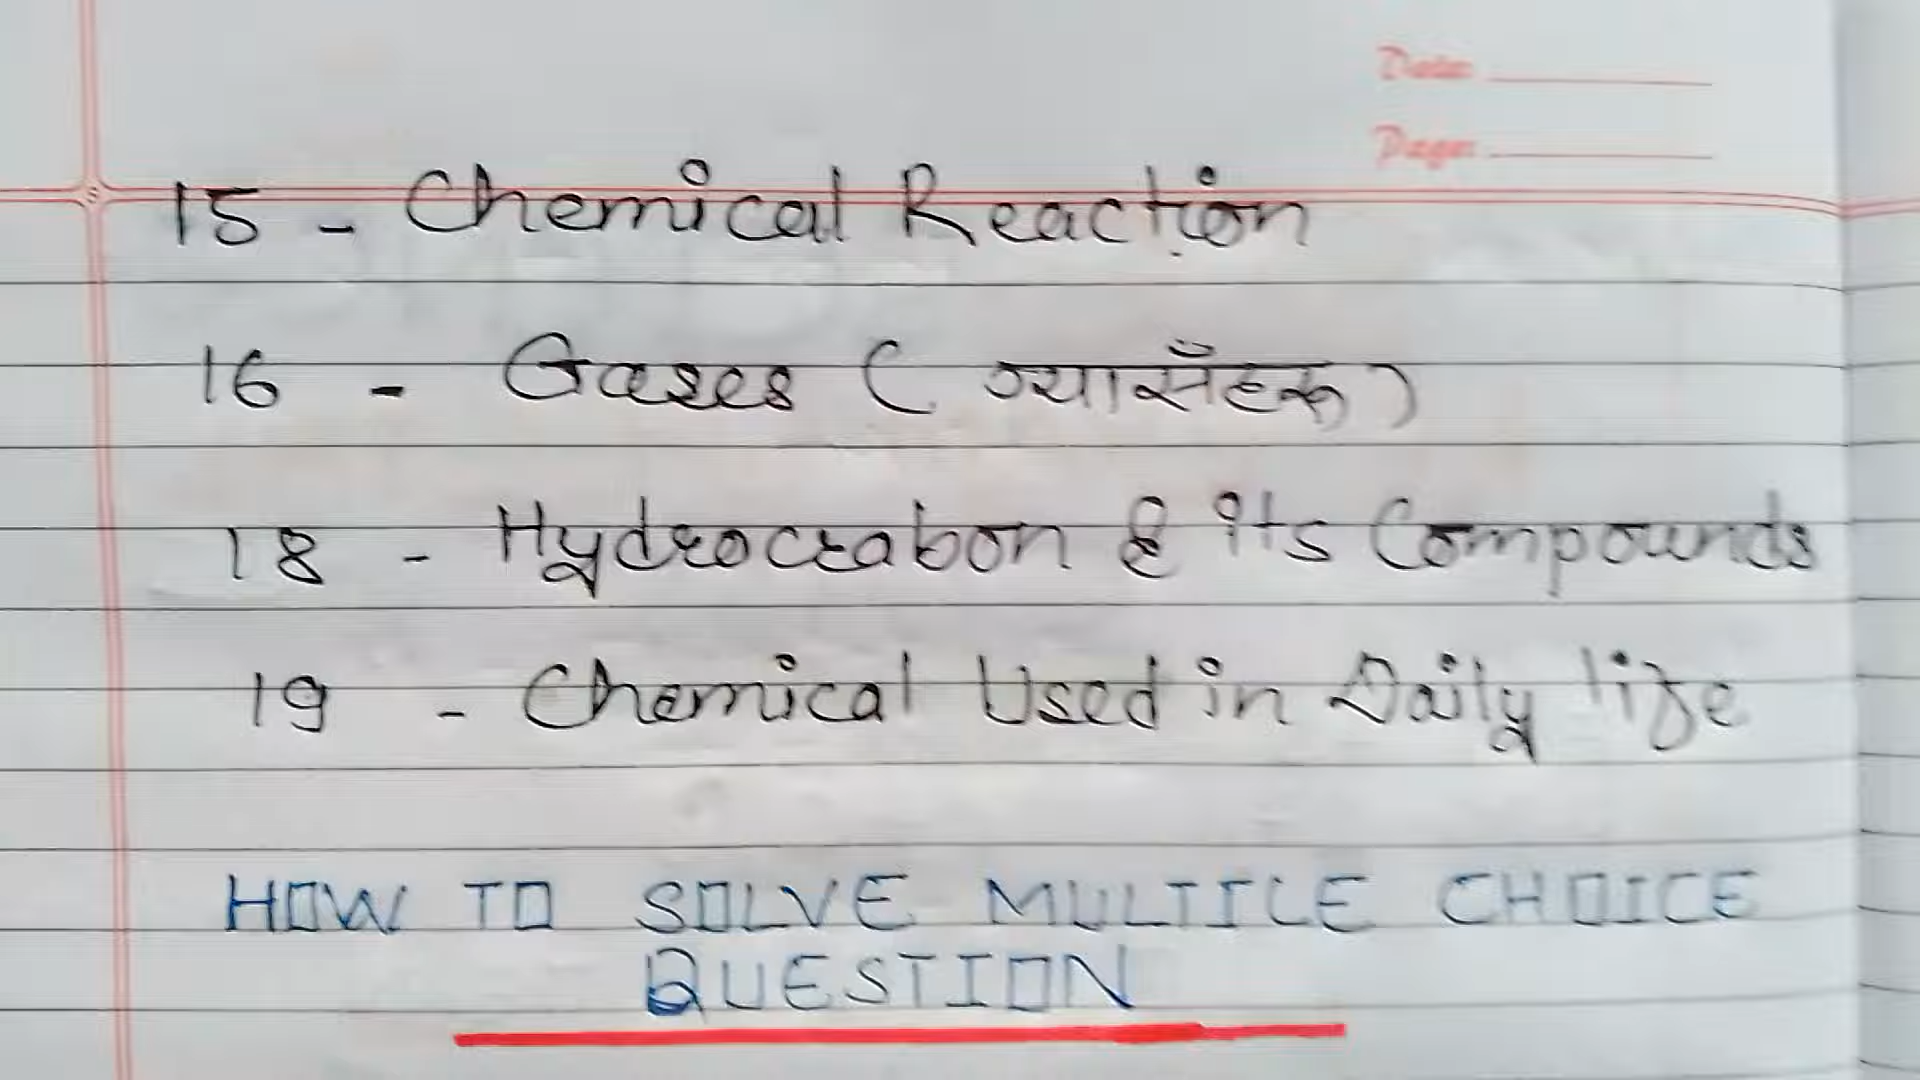 Date:
Page:
15 - Chemical Reaction
16 - Gases ( ग्यासँहरू )
18 - Hydrocrabon & its Compounds
19 - Chemical Used in Daily life
HOW TO SOLVE MULTICLE CHOICE
QUESTION